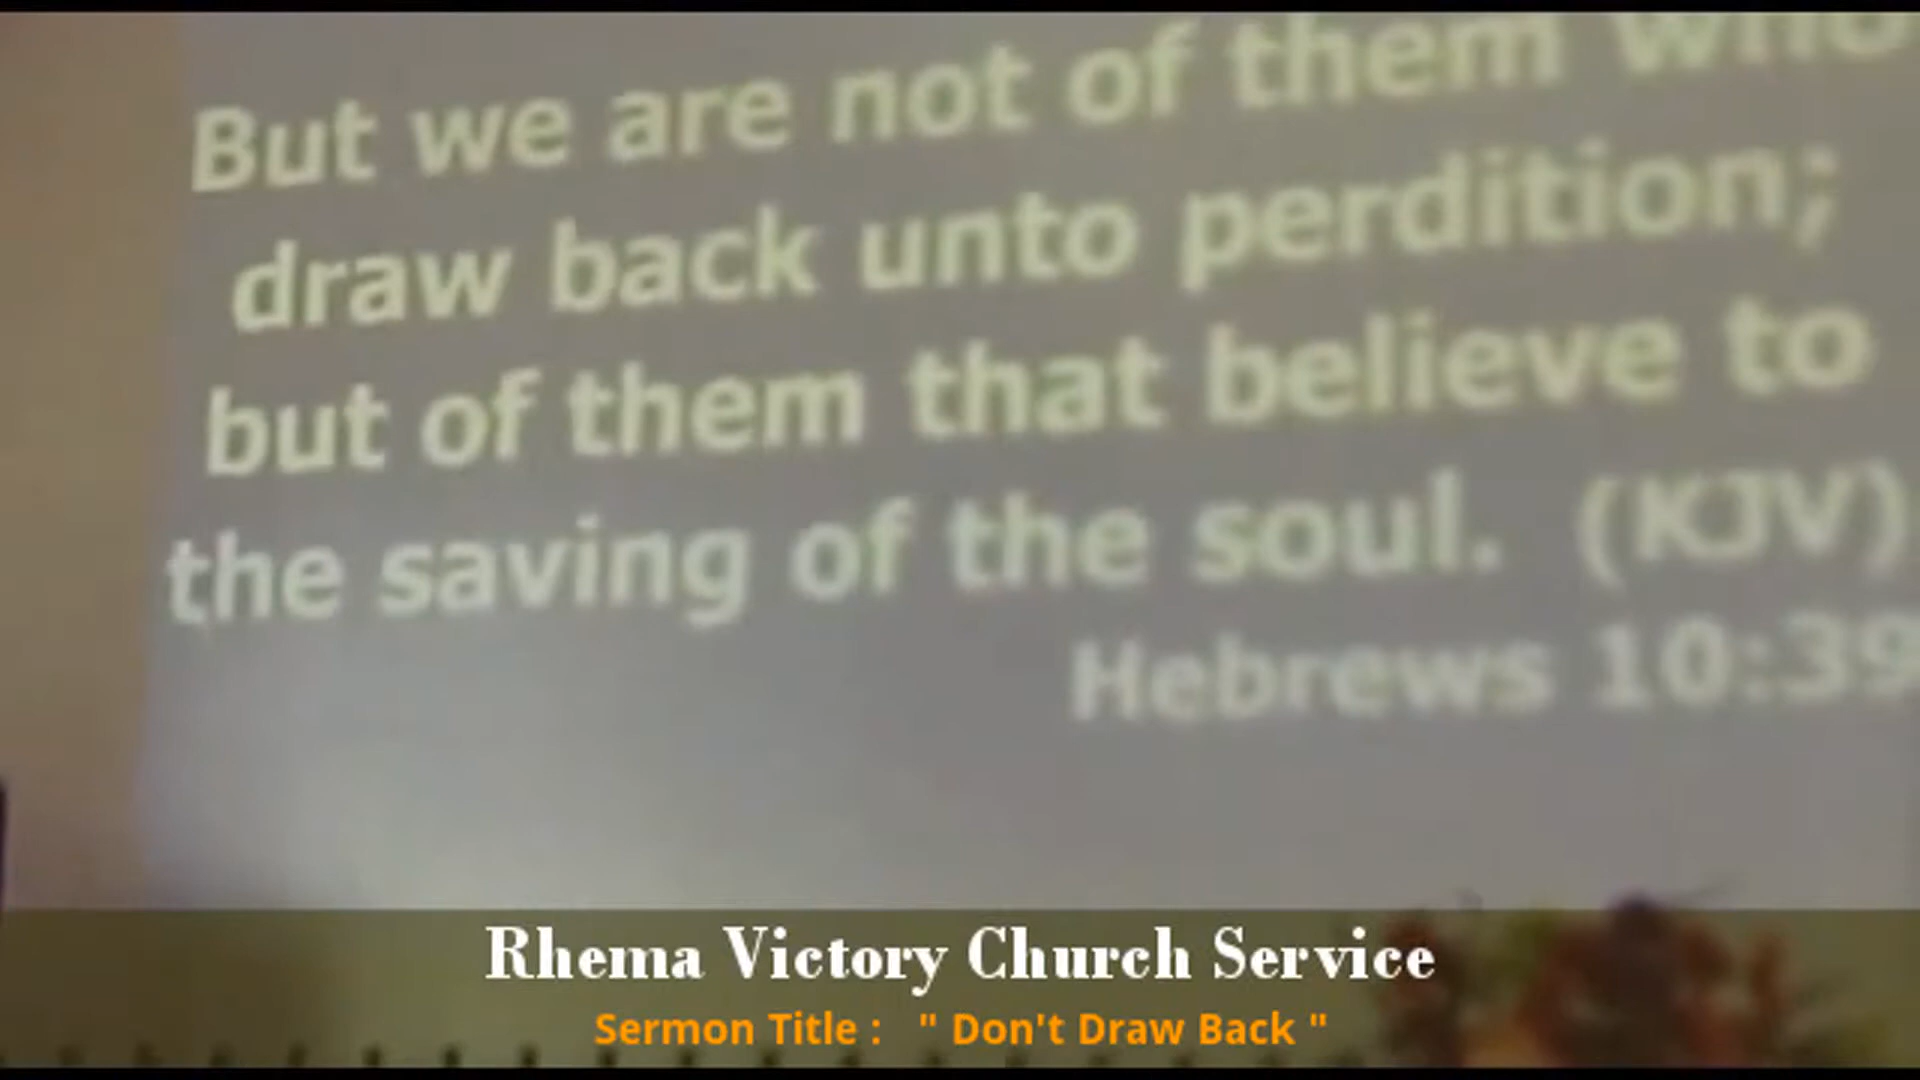 But we are not of them who
draw back unto perdition;
but of them that believe to
the saving of the soul. (KJV)
Hebrews 10:39
Rhema Victory Church Service
Sermon Title : " Don't Draw Back "